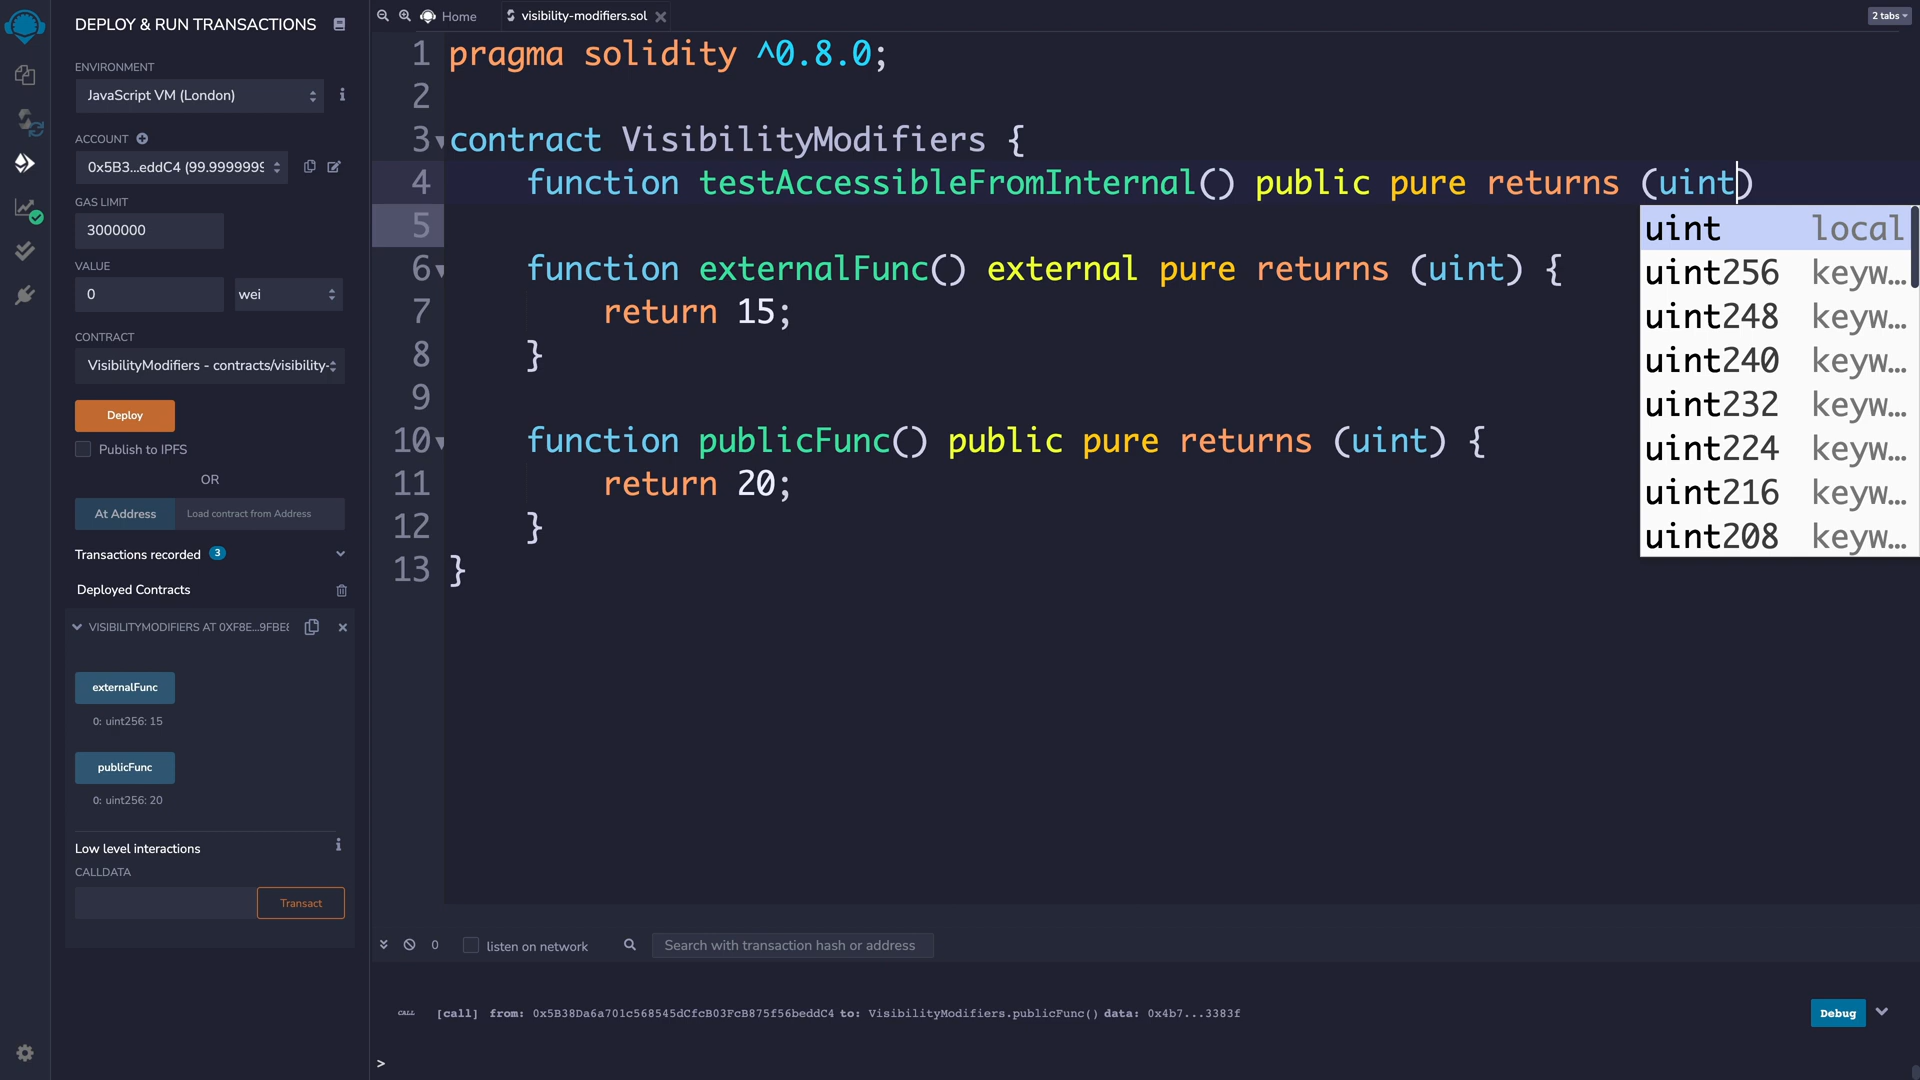 DEPLOY & RUN TRANSACTIONS
ENVIRONMENT
JavaScript VM (London)
ACCOUNT
0x5B3...eddC4 (99.9999999
GAS LIMIT
3000000
VALUE
0
wei
CONTRACT
VisibilityModifiers - contracts/visibility-
Deploy
Publish to IPFS
OR
At Address
Load contract from Address
Transactions recorded 3
Deployed Contracts
VISIBILITYMODIFIERS AT 0XF8E...9FBE8
externalFunc
0: uint256: 15
publicFunc
0: uint256: 20
Low level interactions
CALLDATA
Transact
Home
visibility-modifiers.sol
2 tabs
1 pragma solidity ^0.8.0;
2
3 contract VisibilityModifiers {
4 function testAccessibleFromInternal() public pure returns (uint)
5
6 function externalFunc() external pure returns (uint) {
7 return 15;
8 }
9
10 function publicFunc() public pure returns (uint) {
11 return 20;
12 }
13 }
uint local
uint256 keyw...
uint248 keyw...
uint240 keyw...
uint232 keyw...
uint224 keyw...
uint216 keyw...
uint208 keyw...
0
listen on network
Search with transaction hash or address
CALL [call] from: 0x5B38Da6a701c568545dCfcB03FcB875f56beddC4 to: VisibilityModifiers.publicFunc() data: 0x4b7...3383f
Debug
>